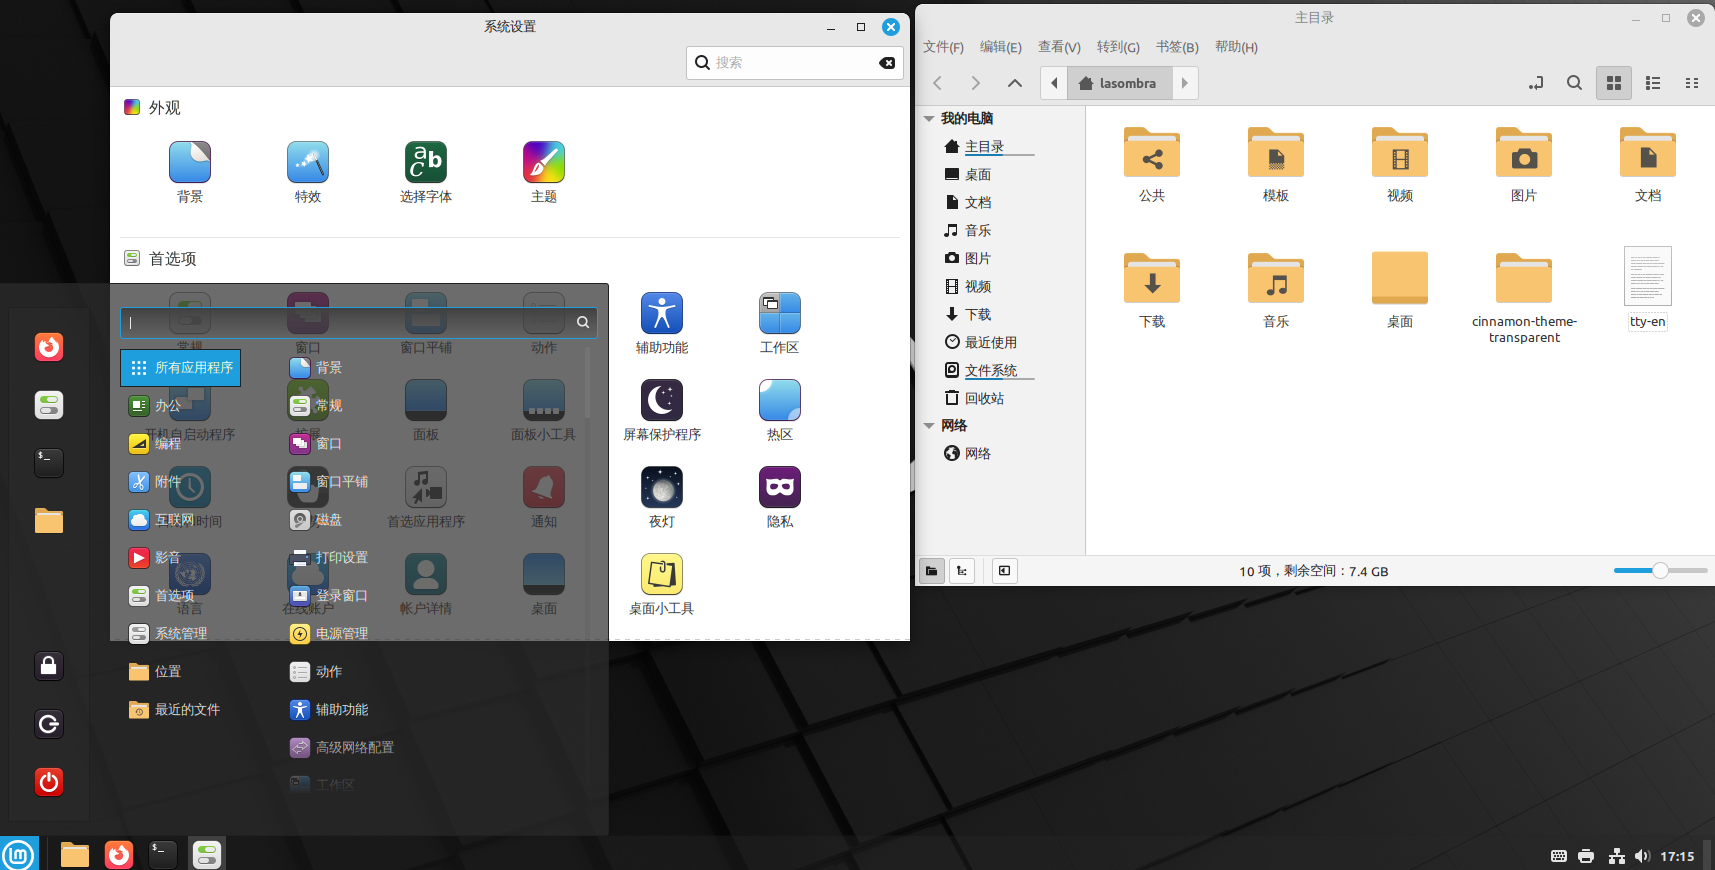 系统设置
搜索
外观
背景
特效
选择字体
主题
首选项
常规
窗口
窗口平铺
动作
辅助功能
工作区
开机自启动程序
扩展
面板
面板小工具
屏幕保护程序
热区
时间
首选应用程序
通知
夜灯
隐私
语言
在线账户
帐户详情
桌面
桌面小工具
所有应用程序
办公
编程
附件
互联网
影音
首选项
系统管理
位置
最近的文件
背景
常规
窗口
窗口平铺
磁盘
打印设置
登录窗口
电源管理
动作
辅助功能
高级网络配置
工作区
主目录
文件(F) 编辑(E) 查看(V) 转到(G) 书签(B) 帮助(H)
lasombra
我的电脑
主目录
桌面
文档
音乐
图片
视频
下载
最近使用
文件系统
回收站
网络
网络
公共
模板
视频
图片
文档
下载
音乐
桌面
cinnamon-theme-
transparent
tty-en
10 项，剩余空间：7.4 GB
17:15